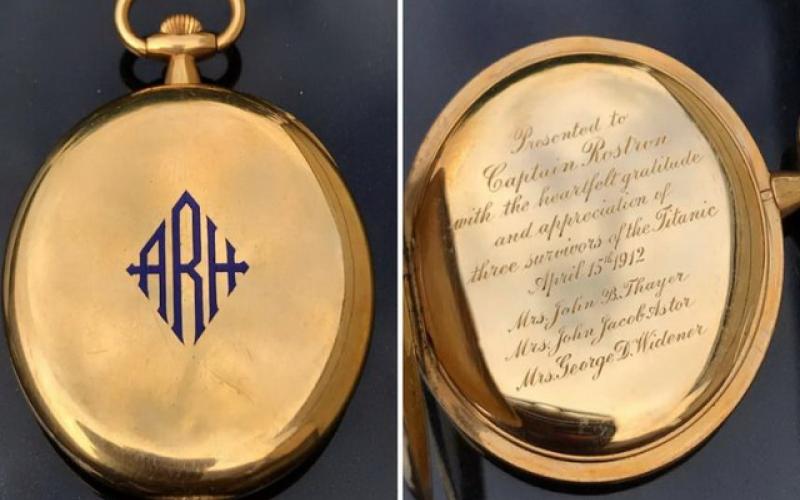 ARH
Presented to
Captain Rostron
with the heartfelt gratitude
and appreciation of
three survivors of the Titanic
April 15th 1912
Mrs. John B. Thayer
Mrs. John Jacob Astor
Mrs. George D. Widener